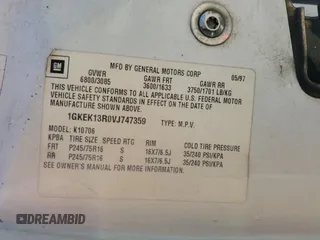 GM
MFD BY GENERAL MOTORS CORP 05/97
GVWR GAWR FRT GAWR RR
6800/3085 3600/1633 3750/1701 LB/KG
THIS VEHICLE CONFORMS TO ALL APPLICABLE U.S. FEDERAL MOTOR
VEHICLE SAFETY STANDARDS IN EFFECT ON THE DATE OF
MANUFACTURE SHOWN ABOVE.
1GKEK13R0VJ747359 TYPE: M.P.V.
MODEL: K10706
KPBA TIRE SIZE SPEED RTG RIM COLD TIRE PRESSURE
FRT P245/75R16 S 16X7/6.5J 35/240 PSI/KPA
RR P245/75R16 S 16X7/6.5J 35/240 PSI/KPA
SEE OWNER'S MANUAL FOR ADDITIONAL INFORMATION.
DREAMBID